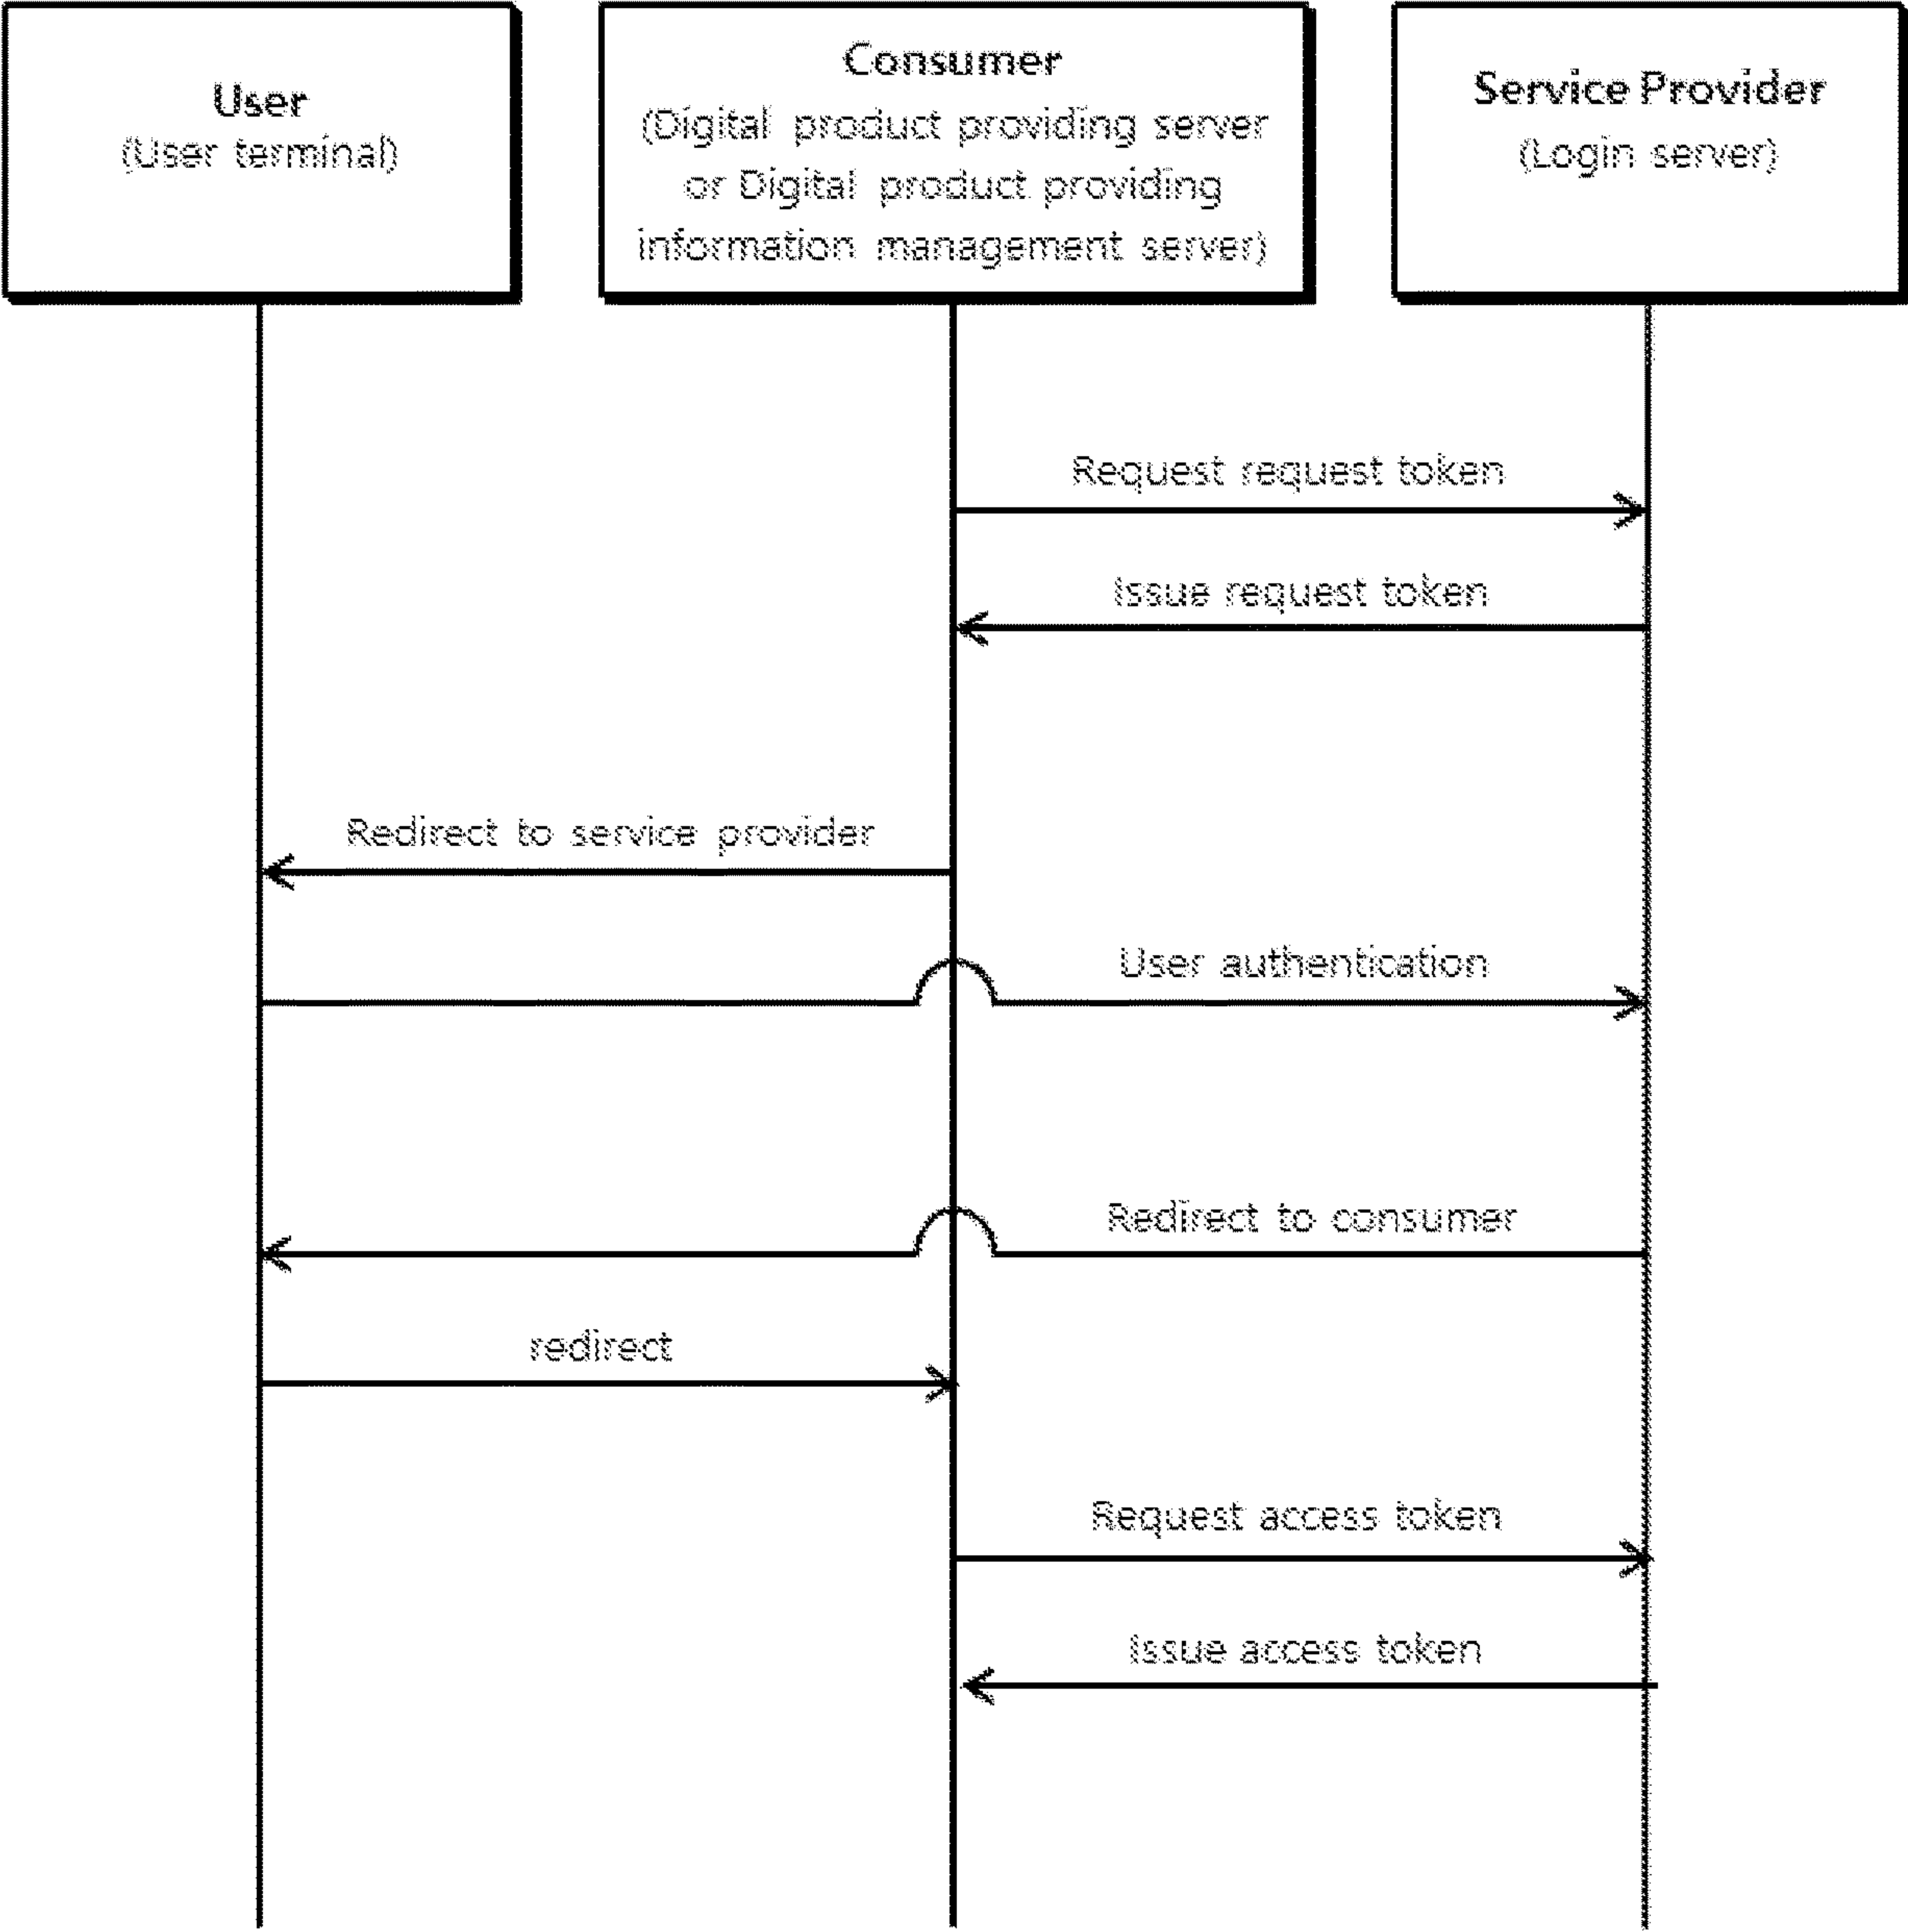 User
(User terminal)
Consumer
(Digital product providing server
or Digital product providing
information management server)
Service Provider
(Login server)
Request request token
Issue request token
Redirect to service provider
User authentication
Redirect to consumer
redirect
Request access token
Issue access token